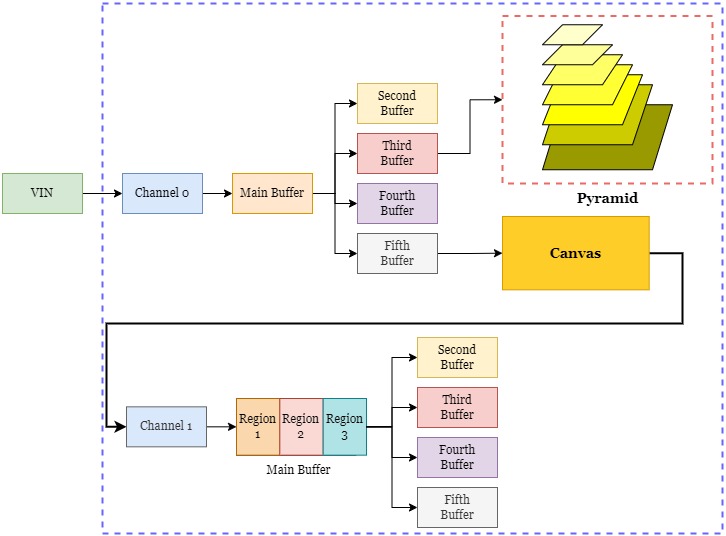 Second
Buffer
Third
Buffer
Pyramid
VIN
Channel 0
Main Buffer
Fourth
Buffer
Fifth
Buffer
Canvas
Second
Buffer
Third
Buffer
Channel 1
Region
1
Region
2
Region
3
Main Buffer
Fourth
Buffer
Fifth
Buffer